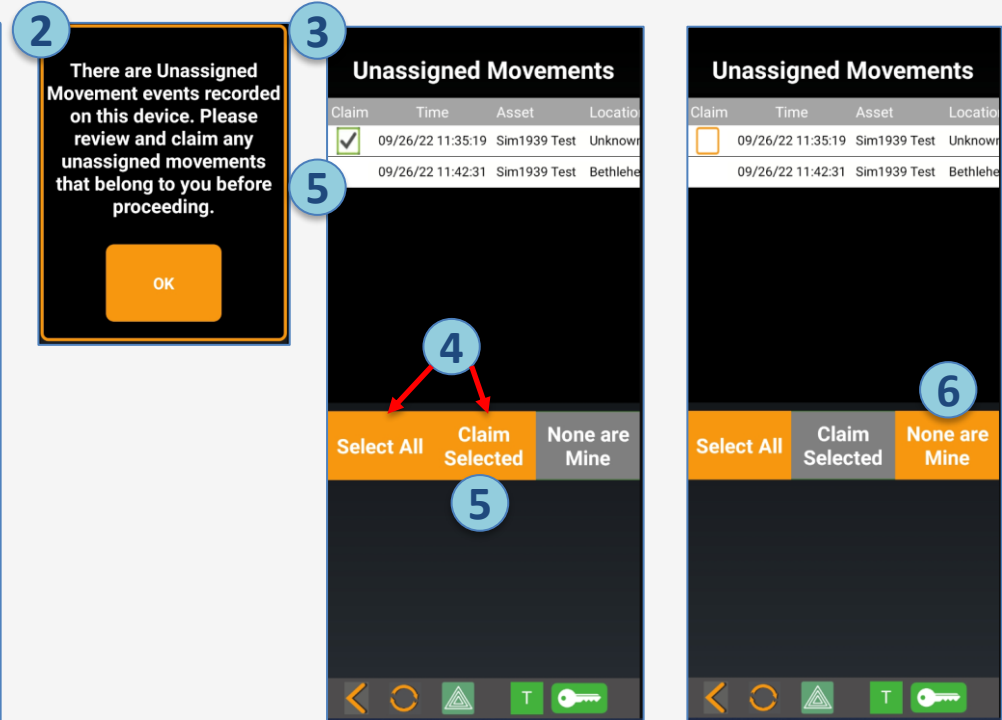 2
There are Unassigned
Movement events recorded
on this device. Please
review and claim any
unassigned movements
that belong to you before
proceeding.
OK
3
Unassigned Movements
Claim Time Asset Locatio
09/26/22 11:35:19 Sim1939 Test Unknowr
5
09/26/22 11:42:31 Sim1939 Test Bethlehe
4
Select All
Claim
Selected
None are
Mine
5
T
Unassigned Movements
Claim Time Asset Locatio
09/26/22 11:35:19 Sim1939 Test Unknowr
09/26/22 11:42:31 Sim1939 Test Bethlehe
6
Select All
Claim
Selected
None are
Mine
T